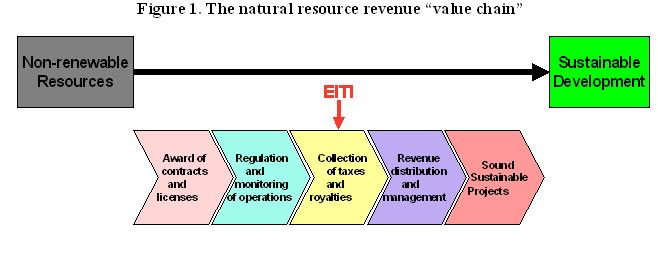 Figure 1. The natural resource revenue “value chain”
Non-renewable
Resources
Sustainable
Development
EITI
Award of
contracts
and
licenses
Regulation
and
monitoring
of operations
Collection
of taxes
and
royalties
Revenue
distribution
and
management
Sound
Sustainable
Projects